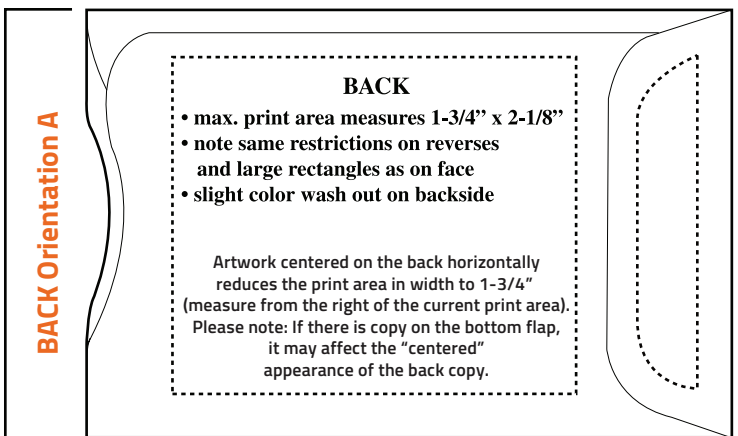 BACK Orientation A
BACK
• max. print area measures 1-3/4” x 2-1/8”
• note same restrictions on reverses
and large rectangles as on face
• slight color wash out on backside
Artwork centered on the back horizontally
reduces the print area in width to 1-3/4”
(measure from the right of the current print area).
Please note: If there is copy on the bottom flap,
it may affect the “centered”
appearance of the back copy.